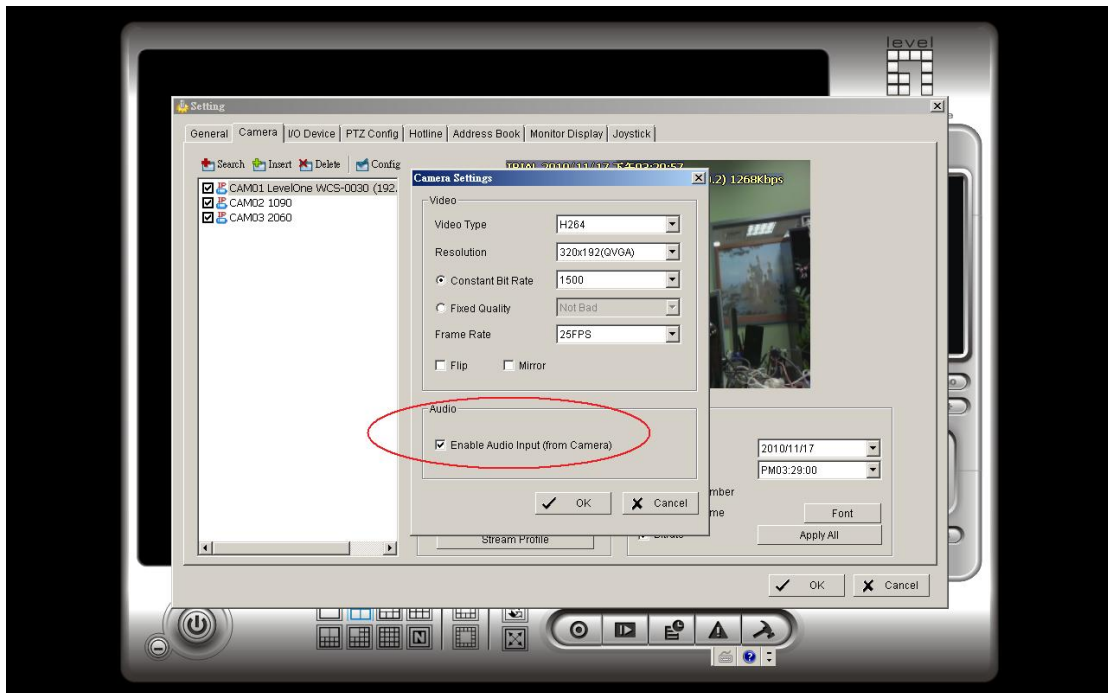 level
Setting
General Camera I/O Device PTZ Config Hotline Address Book Monitor Display Joystick
Search Insert Delete Config
CAM01 LevelOne WCS-0030 (192.
CAM02 1090
CAM03 2060
.2) 1268Kbps
Camera Settings
Video
Video Type H264
Resolution 320x192(QVGA)
Constant Bit Rate 1500
Fixed Quality Not Bad
Frame Rate 25FPS
Flip Mirror
Audio
Enable Audio Input (from Camera)
OK Cancel
2010/11/17
PM03:29:00
mber
me
Font
Stream Profile
Apply All
OK Cancel
N